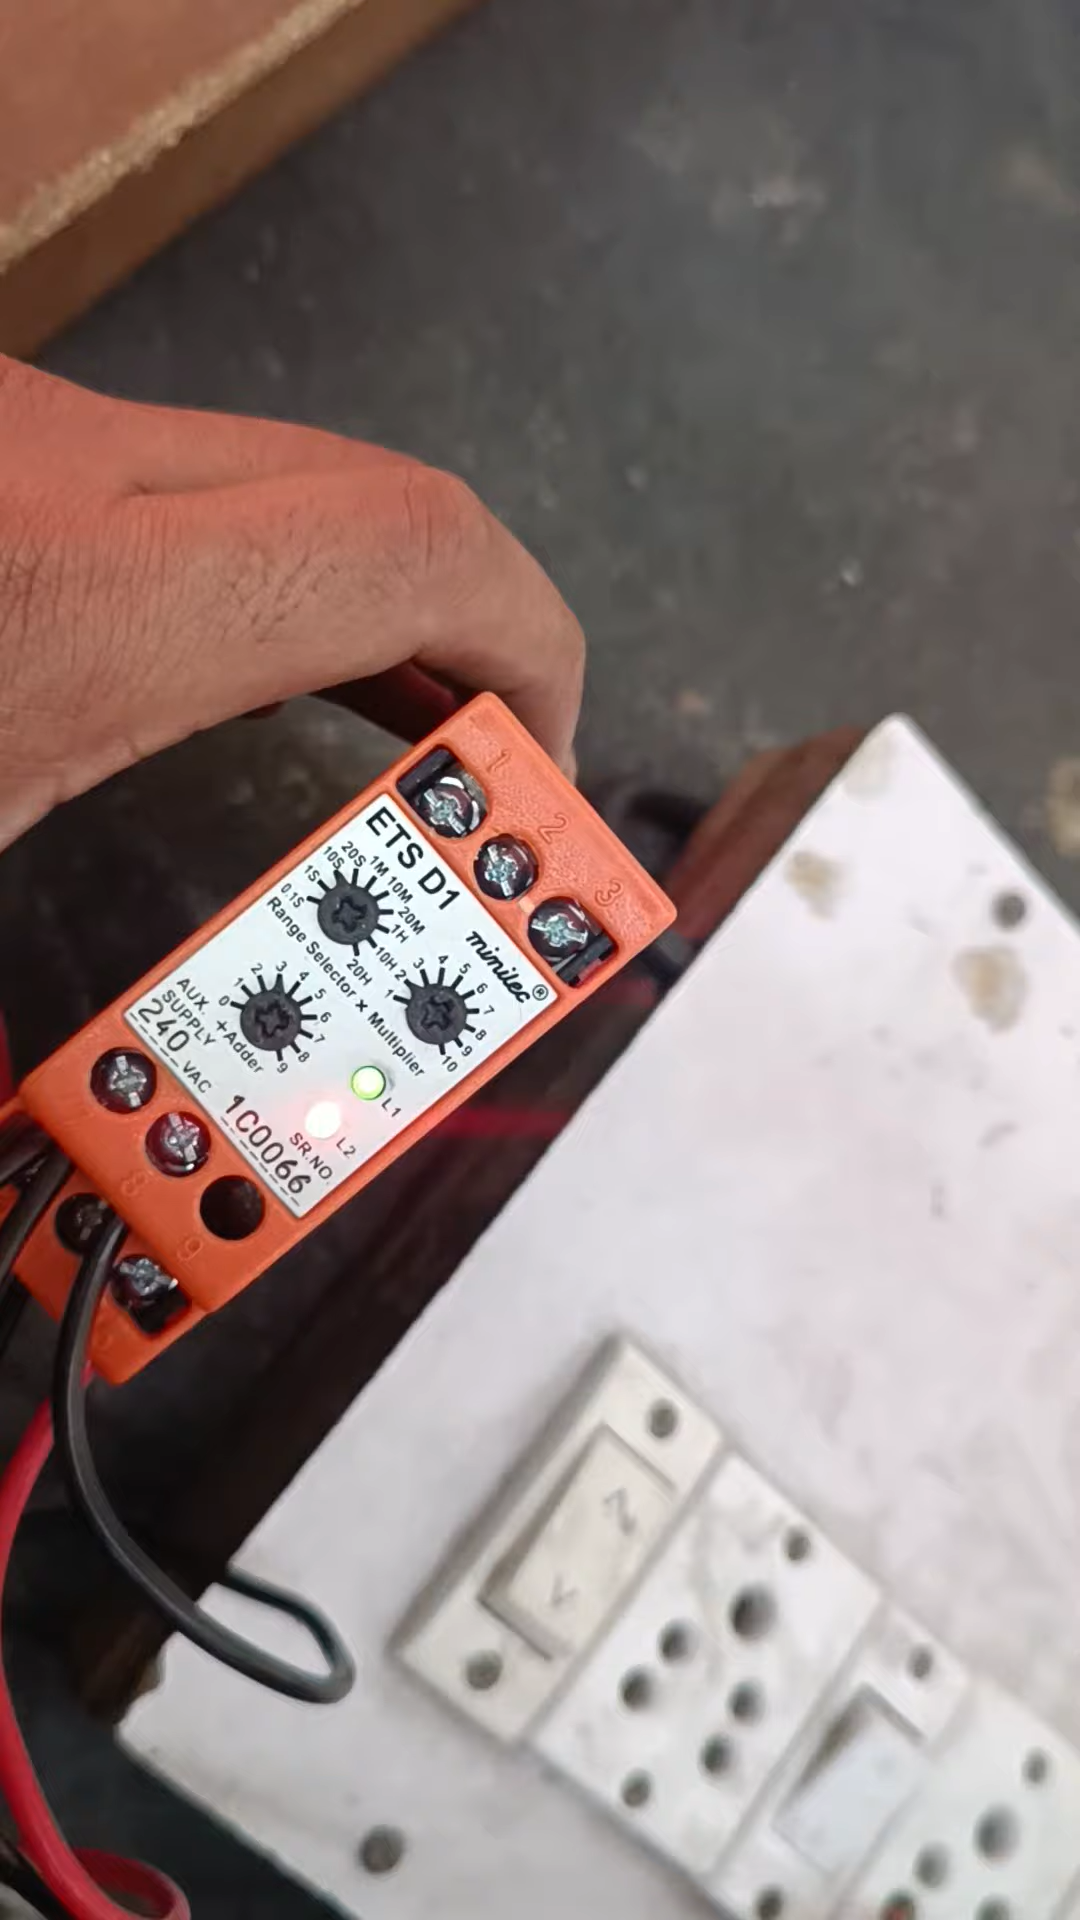 1
2
3
ETS D1
minilec®
0.1S 1S 10S 20S 1M 10M 20M 1H 10H 20H
Range Selector × Multiplier
1 2 3 4 5 6 7 8 9 10
0 1 2 3 4 5 6 7 8 9
+Adder
AUX.
SUPPLY
240 VAC
L1
L2
SR.NO.
1C0066
8
9